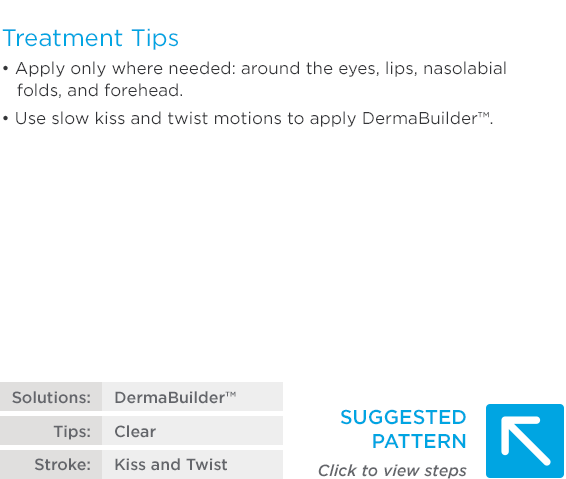 Treatment Tips
• Apply only where needed: around the eyes, lips, nasolabial
folds, and forehead.
• Use slow kiss and twist motions to apply DermaBuilder™.
Solutions: DermaBuilder™
Tips: Clear
Stroke: Kiss and Twist
SUGGESTED
PATTERN
Click to view steps